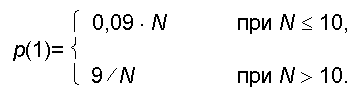 0,09 · N при N ≤ 10,
p(1)=
9 ∕ N при N > 10.